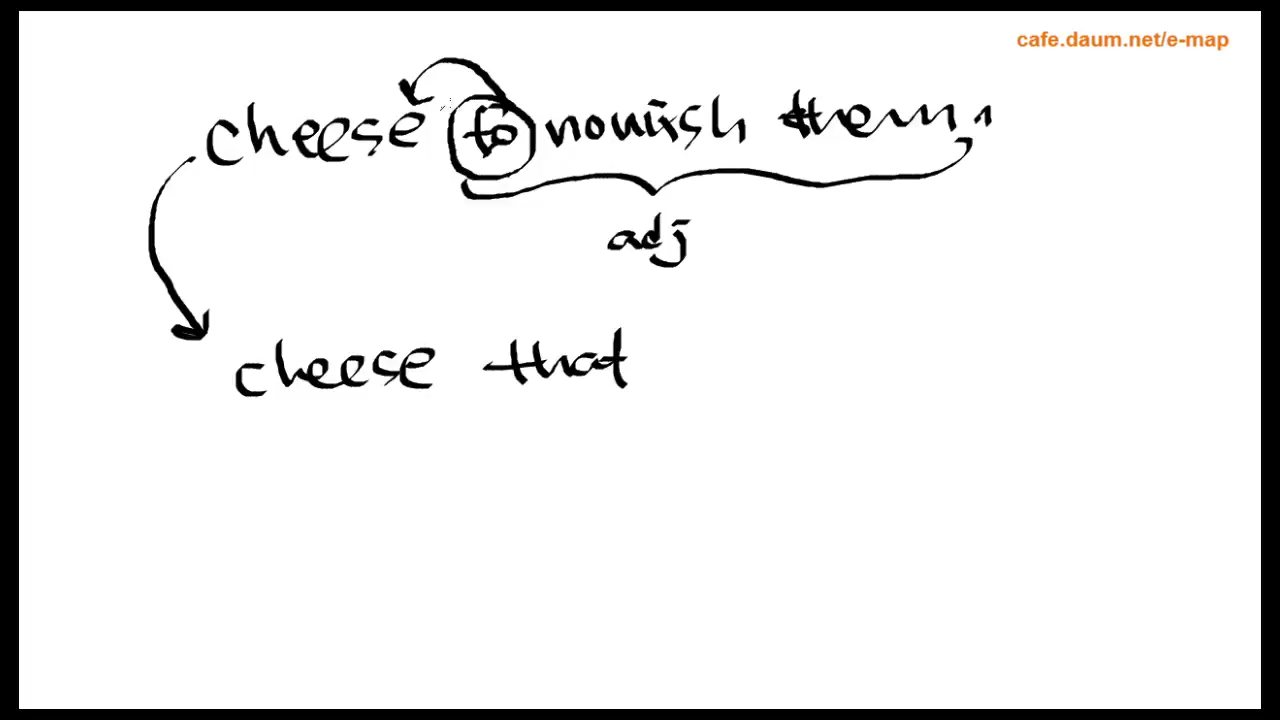 cafe.daum.net/e-map
cheese to nourish them
adj
cheese that